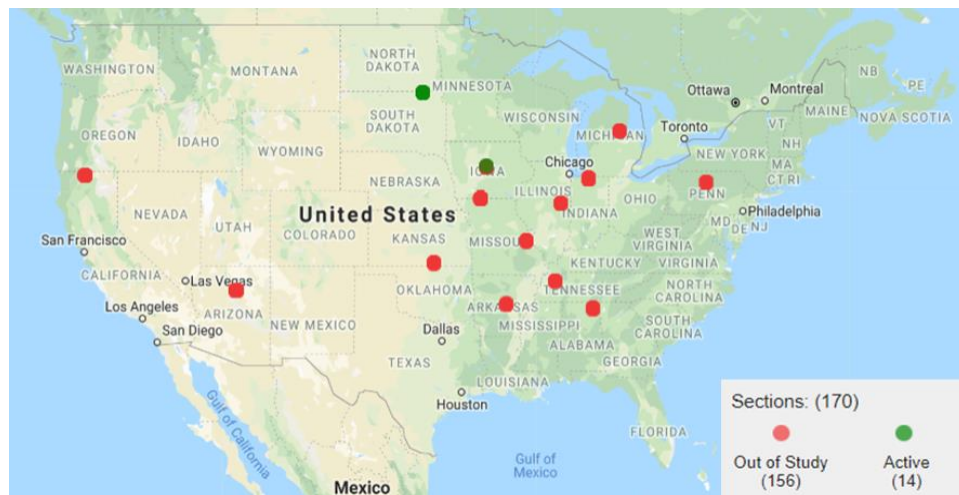 NORTH
DAKOTA
WASHINGTON
MONTANA
MINNESOTA
Ottawa
Montreal
NB
PE
MAINE
NOVA SCOTIA
SOUTH
DAKOTA
WISCONSIN
MICHIGAN
Toronto
VT
NH
OREGON
IDAHO
WYOMING
IOWA
Chicago
NEW YORK
MA
CT RI
NEBRASKA
ILLINOIS
INDIANA
OHIO
PENN
NEVADA
UTAH
United States
COLORADO
KANSAS
MISSOU
WEST
VIRGINIA
MD
DE
NJ
Philadelphia
San Francisco
CALIFORNIA
Las Vegas
KENTUCKY
VIRGINIA
OKLAHOMA
TENNESSEE
NORTH
CAROLINA
Los Angeles
ARIZONA
NEW MEXICO
ARKANSAS
San Diego
Dallas
MISSISSIPPI
SOUTH
CAROLINA
ALABAMA
TEXAS
GEORGIA
LOUISIANA
Houston
Gulf of California
FLORIDA
Gulf of
Mexico
Mexico
Sections: (170)
Out of Study
(156)
Active
(14)